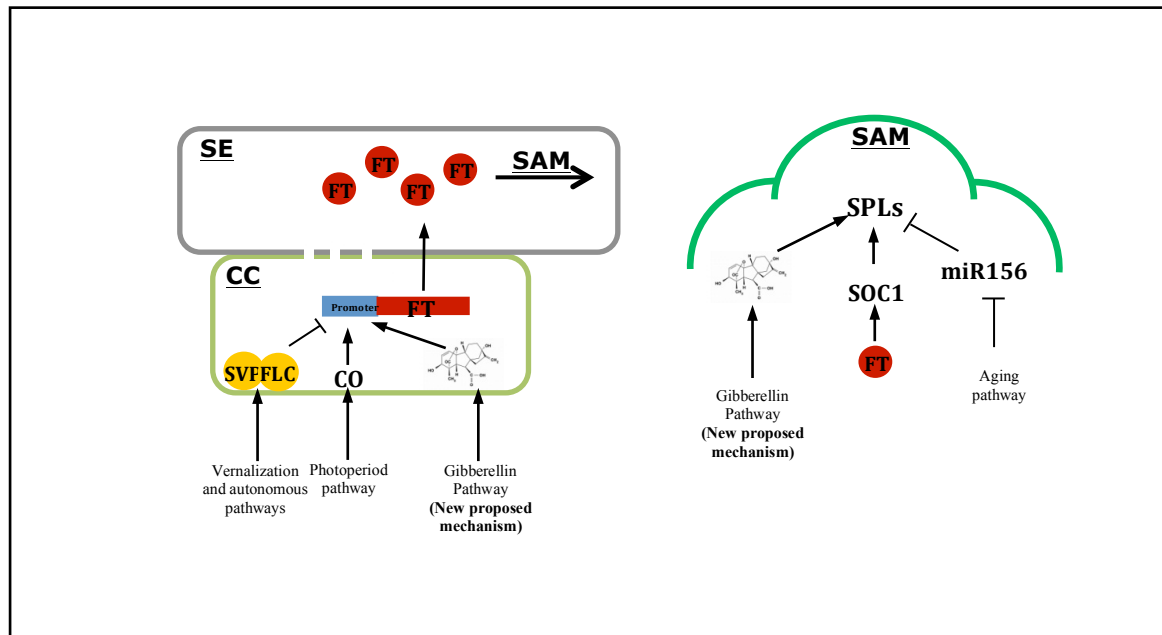 SE
SAM
FT
FT
FT
FT
CC
Promoter
FT
SVP
FLC
CO
Vernalization
and autonomous
pathways
Photoperiod
pathway
Gibberellin
Pathway
(New proposed
mechanism)
SAM
SPLs
miR156
SOC1
FT
Gibberellin
Pathway
(New proposed
mechanism)
Aging
pathway